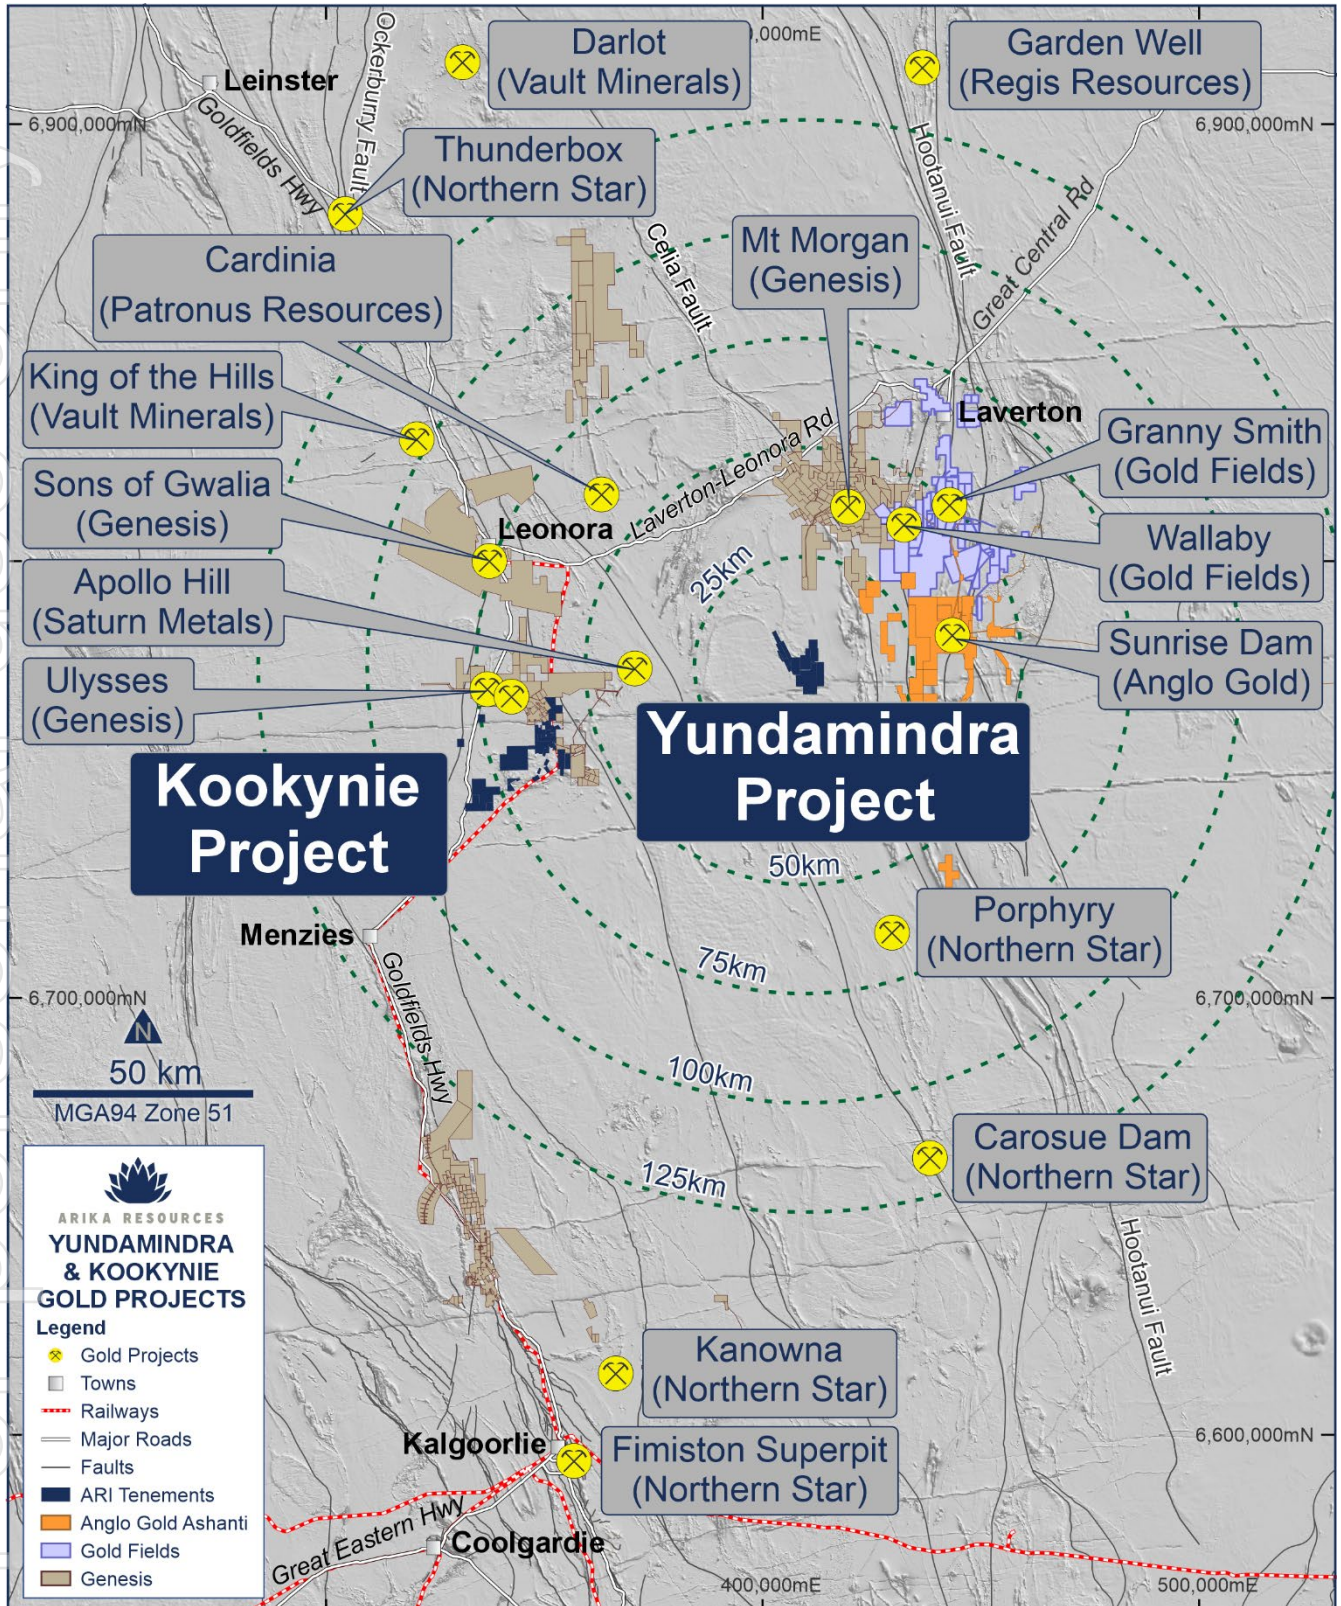 Darlot
(Vault Minerals)
,000mE
Garden Well
(Regis Resources)
Leinster
Ockerburry Fault
Goldfields Hwy
6,900,000mN
6,900,000mN
Thunderbox
(Northern Star)
Hootanui Fault
Great Central Rd
Celia Fault
Mt Morgan
(Genesis)
Cardinia
(Patronus Resources)
King of the Hills
(Vault Minerals)
Laverton
Laverton-Leonora Rd
Granny Smith
(Gold Fields)
Sons of Gwalia
(Genesis)
Leonora
Wallaby
(Gold Fields)
Apollo Hill
(Saturn Metals)
25km
Sunrise Dam
(Anglo Gold)
Ulysses
(Genesis)
Yundamindra
Project
Kookynie
Project
50km
Porphyry
(Northern Star)
Menzies
75km
Goldfields Hwy
6,700,000mN
6,700,000mN
N
50 km
MGA94 Zone 51
100km
Carosue Dam
(Northern Star)
125km
Hootanui Fault
ARIKA RESOURCES
YUNDAMINDRA
& KOOKYNIE
GOLD PROJECTS
Legend
Gold Projects
Towns
Railways
Major Roads
Faults
ARI Tenements
Anglo Gold Ashanti
Gold Fields
Genesis
Kanowna
(Northern Star)
Kalgoorlie
6,600,000mN
Fimiston Superpit
(Northern Star)
Great Eastern Hwy
Coolgardie
400,000mE
500,000mE